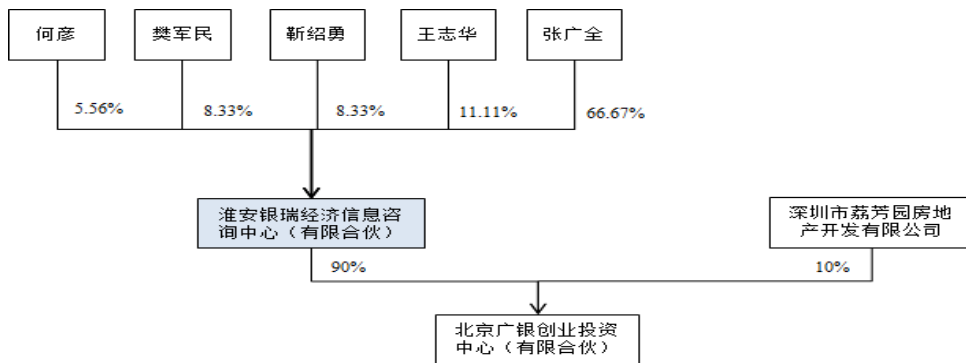 何彦
樊军民
靳绍勇
王志华
张广全
5.56%
8.33%
8.33%
11.11%
66.67%
淮安银瑞经济信息咨
询中心（有限合伙）
深圳市荔芳园房地
产开发有限公司
90%
10%
北京广银创业投资
中心（有限合伙）